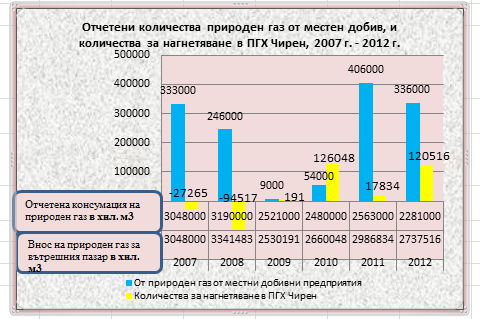 Отчетени количества природен газ от местен добив, и
количества за нагнетяване в ПГХ Чирен, 2007 г. - 2012 г.
500000
400000
300000
200000
100000
333000
246000
9000
54000
406000
336000
-27265
-94517
191
126048
17834
120516
Отчетена консумация на
природен газ в хил. м3
3048000 3190000 2521000 2480000 2563000 2281000
Внос на природен газ за
вътрешния пазар в хил.
м3
3048000 3341483 2530191 2660048 2986834 2737516
2007 2008 2009 2010 2011 2012
От природен газ от местни добивни предприятия
Количества за нагнетяване в ПГХ Чирен